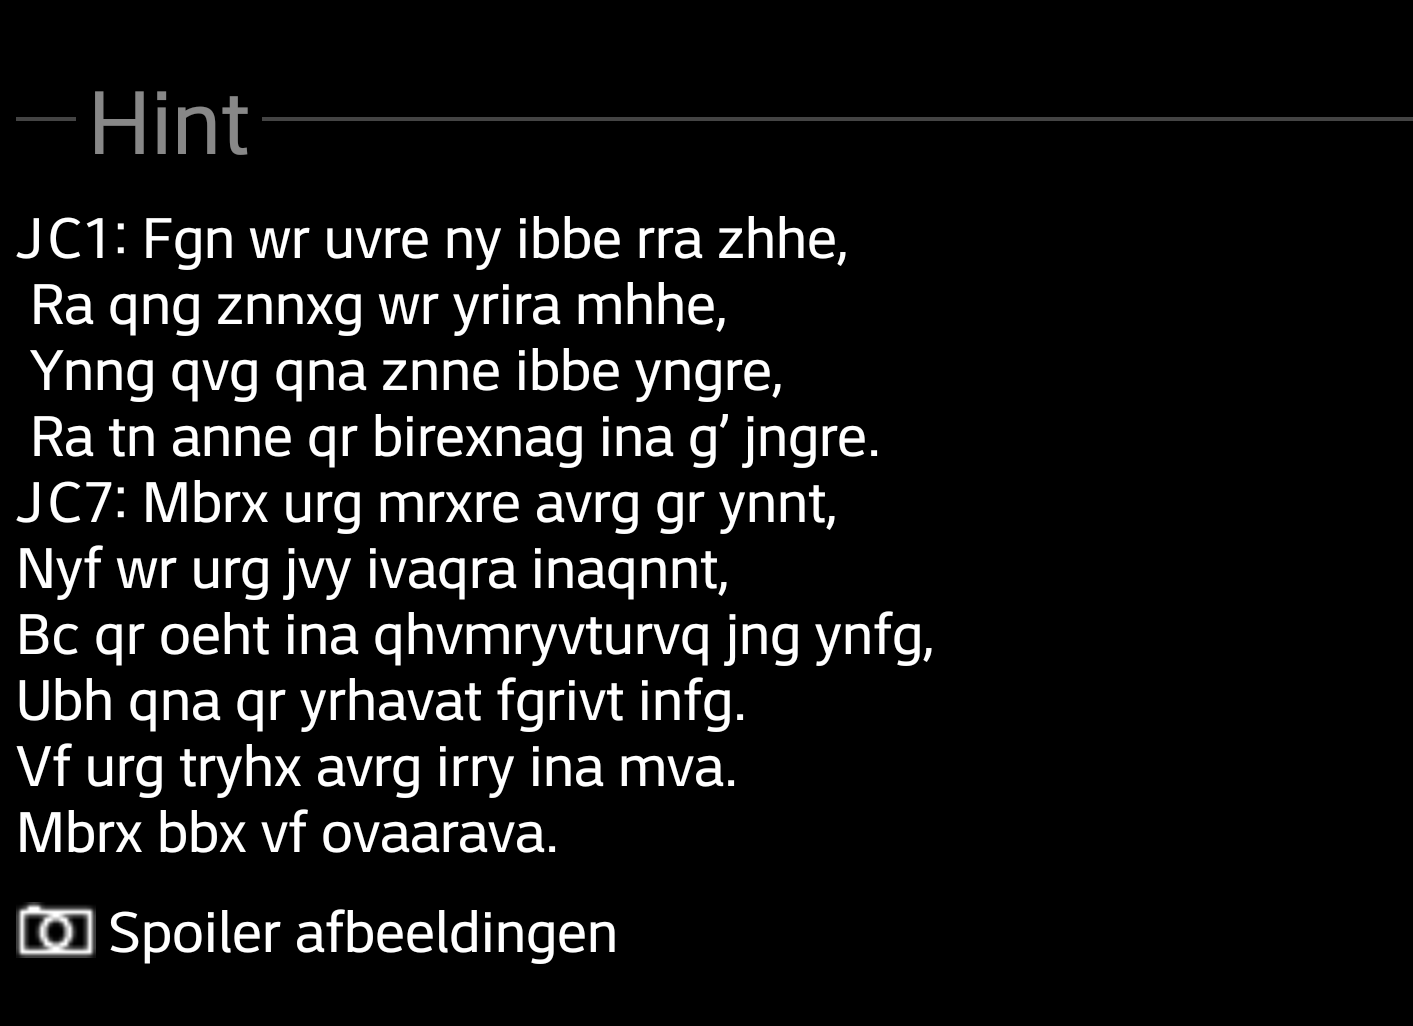 Hint
JC1: Fgn wr uvre ny ibbe rra zhhe,
Ra qng znnxg wr yrira mhhe,
Ynng qvg qna znne ibbe yngre,
Ra tn anne qr birexnag ina g’ jngre.
JC7: Mbrx urg mrxre avrg gr ynnt,
Nyf wr urg jvy ivaqra inaqnnt,
Bc qr oeht ina qhvmryvturvq jng ynfg,
Ubh qna qr yrhavat fgrivt infg.
Vf urg tryhx avrg irry ina mva.
Mbrx bbx vf ovaarava.
Spoiler afbeeldingen